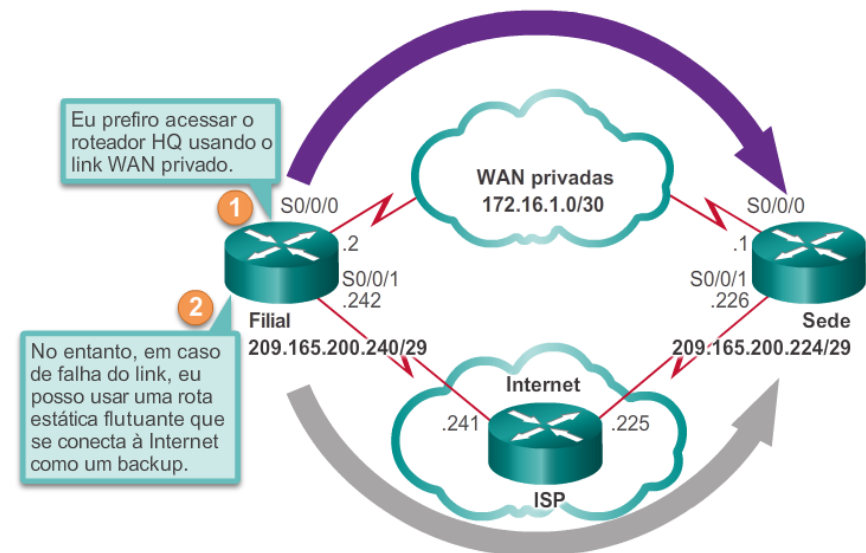 Eu prefiro acessar o
roteador HQ usando o
link WAN privado.
1
S0/0/0
WAN privadas
172.16.1.0/30
S0/0/0
.2
.1
S0/0/1
.242
S0/0/1
.226
2
Filial
209.165.200.240/29
Sede
209.165.200.224/29
No entanto, em caso
de falha do link, eu
posso usar uma rota
estática flutuante que
se conecta à Internet
como um backup.
Internet
.241
.225
ISP